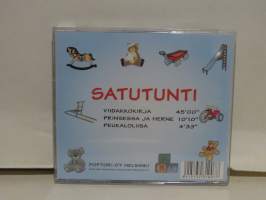 SATUTUNTI
VIIDAKKOKIRJA 45'00"
PRINSESSA JA HERNE 10'10"
PEUKALOLIISA 4'33"